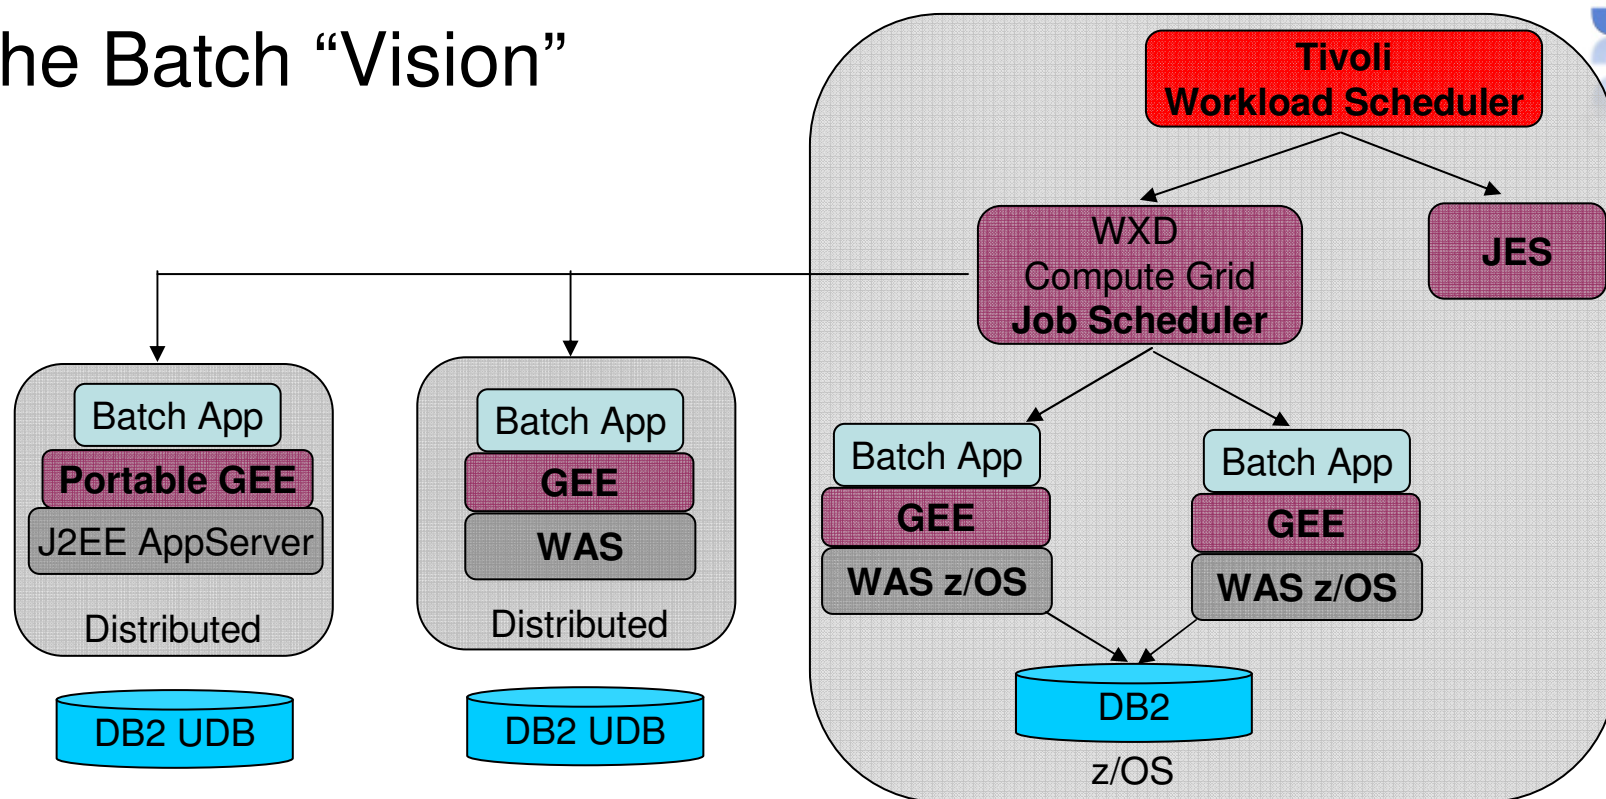 he Batch “Vision”
Tivoli
Workload Scheduler
WXD
Compute Grid
Job Scheduler
JES
Batch App
Portable GEE
J2EE AppServer
Distributed
DB2 UDB
Batch App
GEE
WAS
Distributed
DB2 UDB
Batch App
GEE
WAS z/OS
Batch App
GEE
WAS z/OS
DB2
z/OS